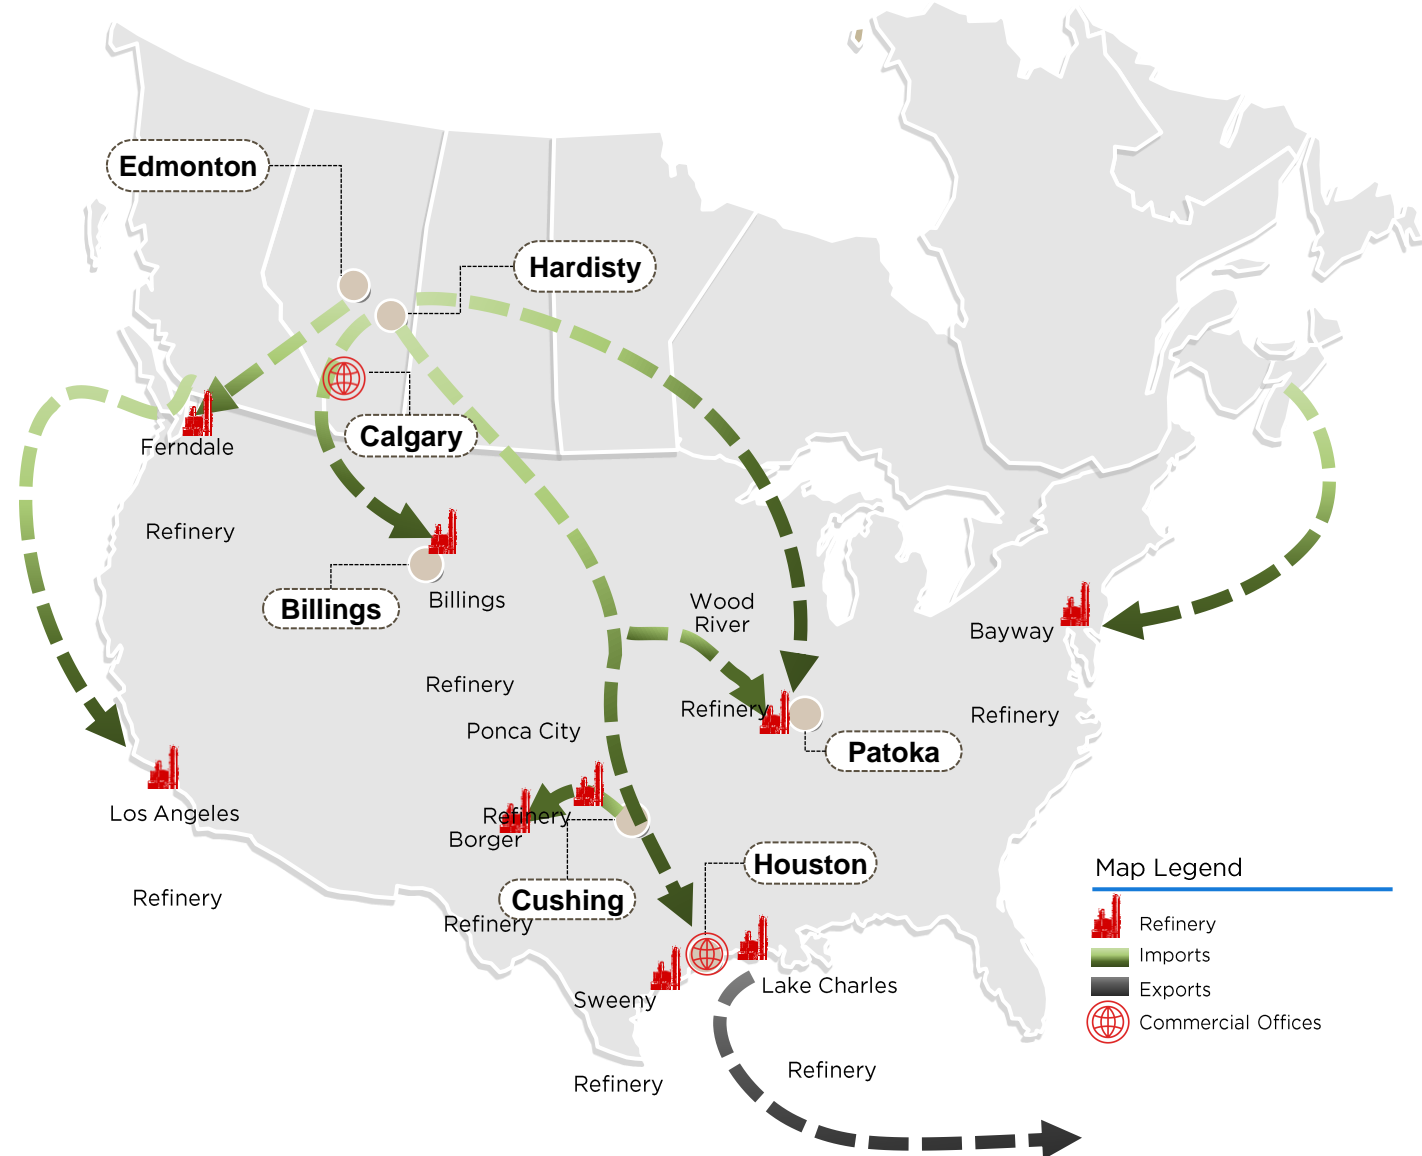 Edmonton
Hardisty
Calgary
Ferndale
Refinery
Billings
Billings
Refinery
Wood
River
Refinery
Bayway
Refinery
Patoka
Ponca City
Refinery
Borger
Refinery
Los Angeles
Refinery
Cushing
Houston
Sweeny
Refinery
Lake Charles
Refinery
Map Legend
Refinery
Imports
Exports
Commercial Offices